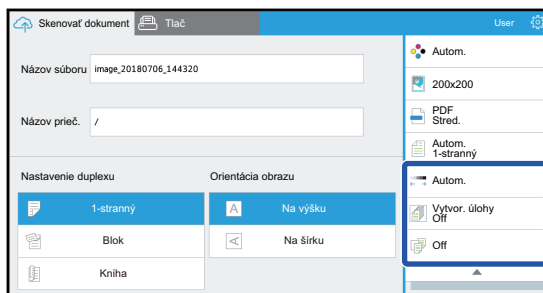 Skenovať dokument
Tlač
User
Názov súboru
image_20180706_144320
Názov prieč.
/
Nastavenie duplexu
1-stranný
Blok
Kniha
Orientácia obrazu
A
Na výšku
A
Na šírku
Autom.
200x200
PDF
Stred.
Autom.
1-stranný
Autom.
Vytvor. úlohy
Off
Off